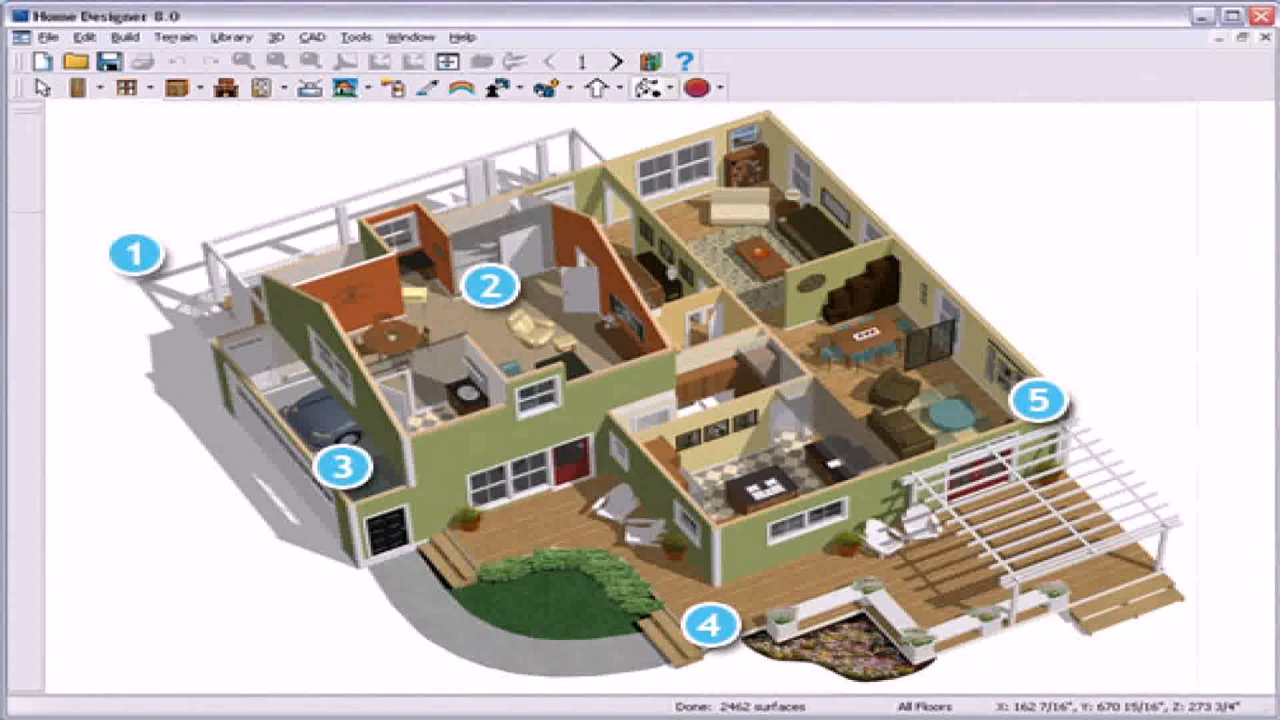 Home Designer 8.0
File Edit Build Terrain Library 3D CAD Tools Window Help
< 1 > ?
1
2
3
4
5
Done: 2462 surfaces All Floors X: 162 7/16", Y: 670 15/16", Z: 273 3/4"